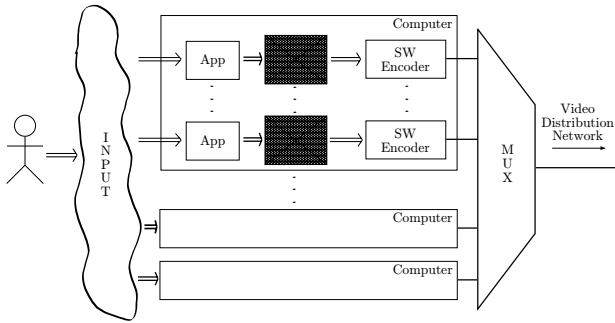 Computer
App
SW
Encoder
App
SW
Encoder
I
N
P
U
T
M
U
X
Video
Distribution
Network
Computer
Computer